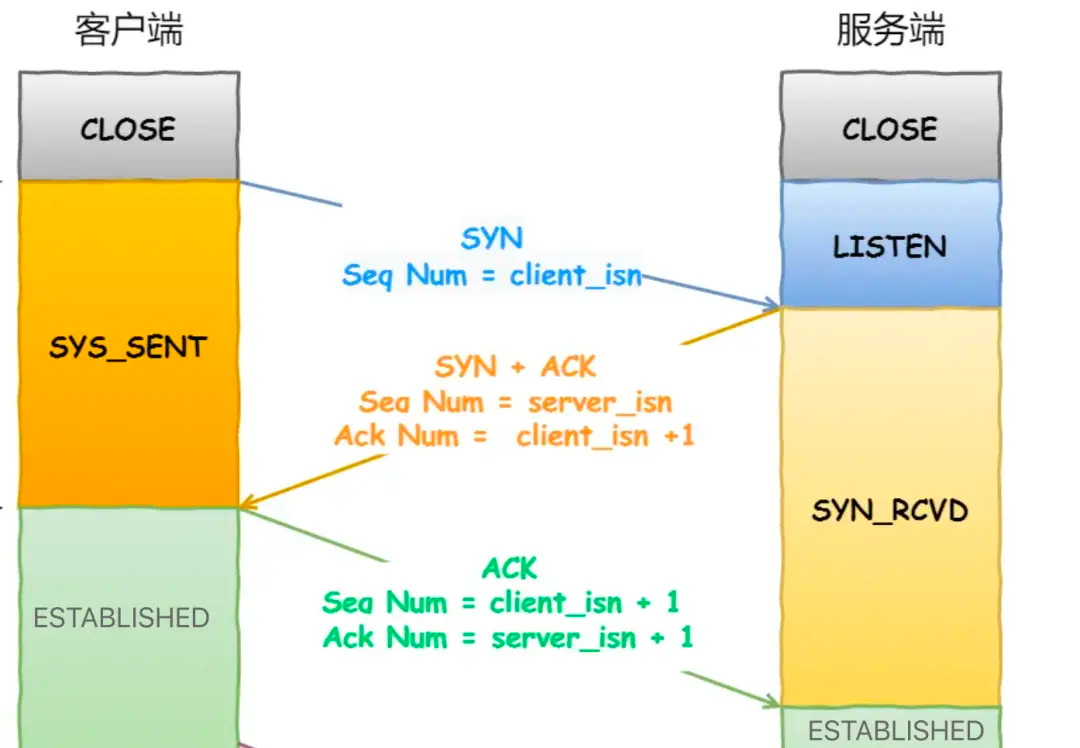 客户端
服务端
CLOSE
CLOSE
SYN
Seq Num = client_isn
LISTEN
SYS_SENT
SYN + ACK
Seq Num = server_isn
Ack Num = client_isn +1
SYN_RCVD
ACK
Seq Num = client_isn + 1
Ack Num = server_isn + 1
ESTABLISHED
ESTABLISHED